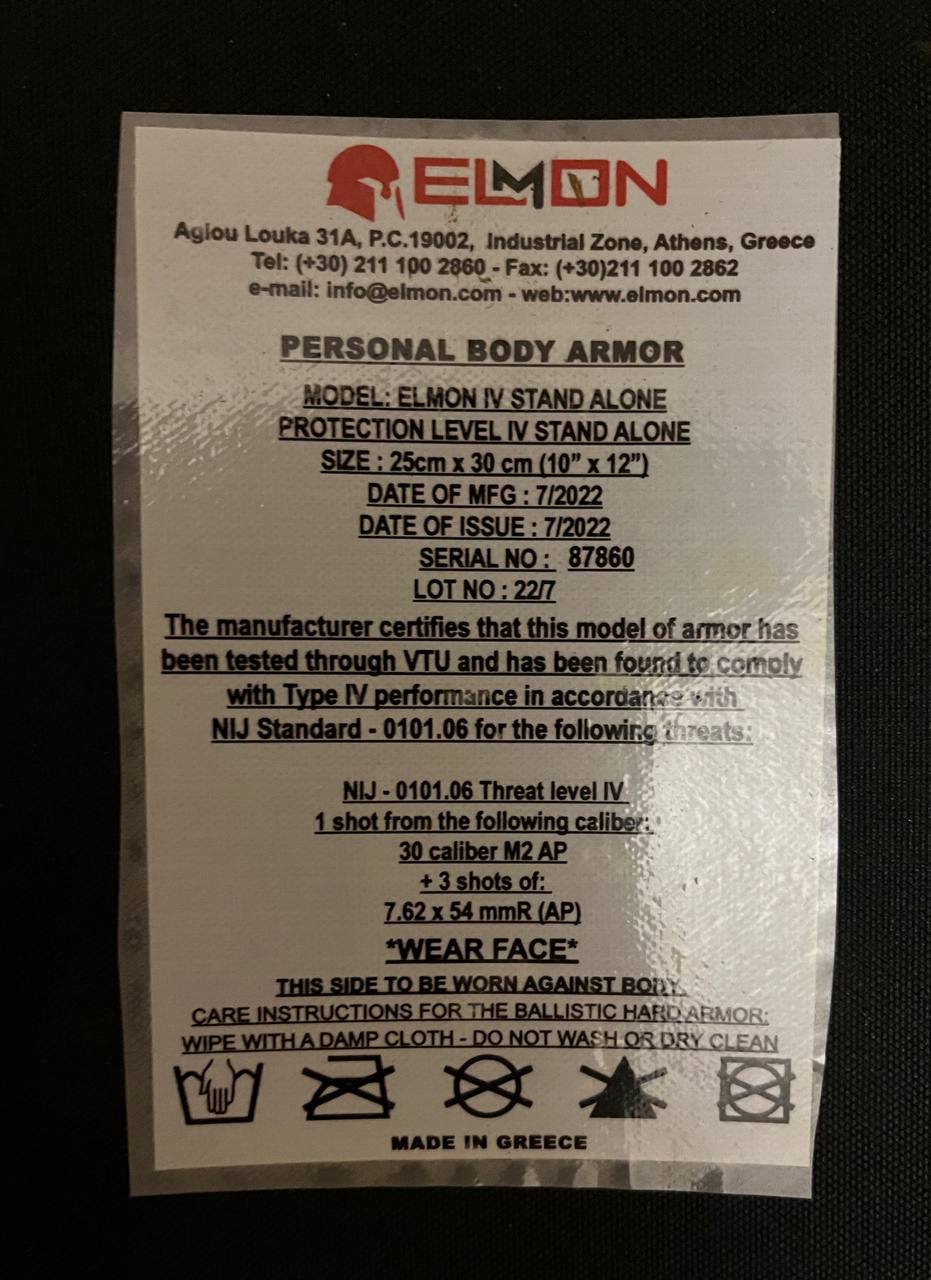 ELMON
Agiou Louka 31A, P.C.19002, Industrial Zone, Athens, Greece
Tel: (+30) 211 100 2860 - Fax: (+30)211 100 2862
e-mail: info@elmon.com - web:www.elmon.com
PERSONAL BODY ARMOR
MODEL: ELMON IV STAND ALONE
PROTECTION LEVEL IV STAND ALONE
SIZE : 25cm x 30 cm (10” x 12”)
DATE OF MFG : 7/2022
DATE OF ISSUE : 7/2022
SERIAL NO : 87860
LOT NO : 22/7
The manufacturer certifies that this model of armor has
been tested through VTU and has been found to comply
with Type IV performance in accordance with
NIJ Standard - 0101.06 for the following threats:
NIJ - 0101.06 Threat level IV
1 shot from the following caliber:
30 caliber M2 AP
+ 3 shots of:
7.62 x 54 mmR (AP)
*WEAR FACE*
THIS SIDE TO BE WORN AGAINST BODY.
CARE INSTRUCTIONS FOR THE BALLISTIC HARD ARMOR:
WIPE WITH A DAMP CLOTH - DO NOT WASH OR DRY CLEAN
MADE IN GREECE